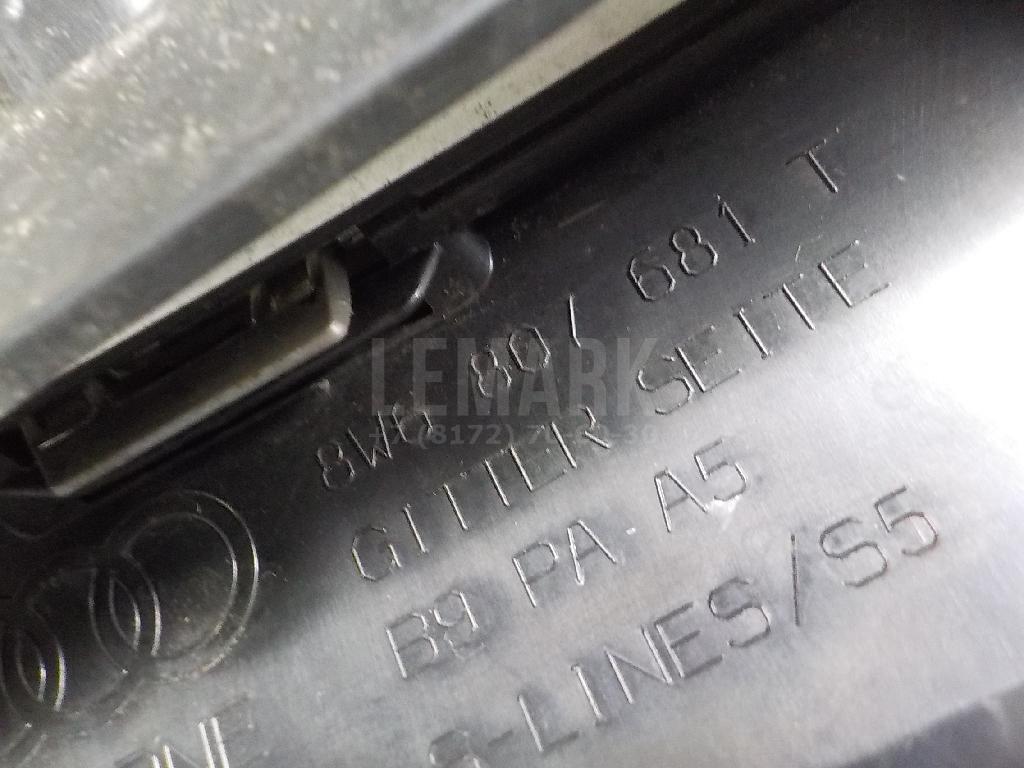 8W6 807 681 T
GITTER SEITE
B9 PA-A5
S-LINES/S5
LEMARK